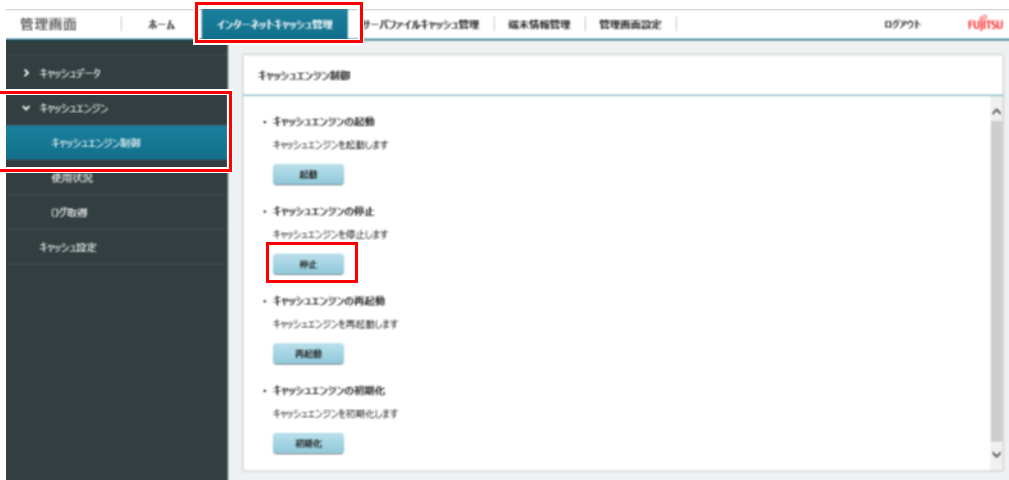 管理画面 ホーム インターネットキャッシュ管理 サーバファイルキャッシュ管理 端末情報管理 管理画面設定 ログアウト FUJITSU
キャッシュデータ
キャッシュエンジン
キャッシュエンジン制御
使用状況
ログ取得
キャッシュ設定
キャッシュエンジン制御
・ キャッシュエンジンの起動
キャッシュエンジンを起動します
起動
・ キャッシュエンジンの停止
キャッシュエンジンを停止します
停止
・ キャッシュエンジンの再起動
キャッシュエンジンを再起動します
再起動
・ キャッシュエンジンの初期化
キャッシュエンジンを初期化します
初期化